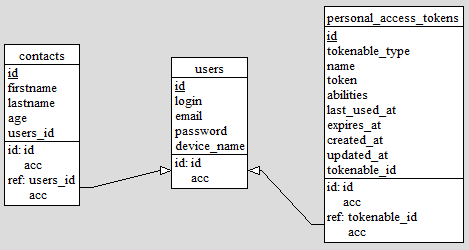 contacts
id
firstname
lastname
age
users_id
id: id
acc
ref: users_id
acc
users
id
login
email
password
device_name
id: id
acc
personal_access_tokens
id
tokenable_type
name
token
abilities
last_used_at
expires_at
created_at
updated_at
tokenable_id
id: id
acc
ref: tokenable_id
acc